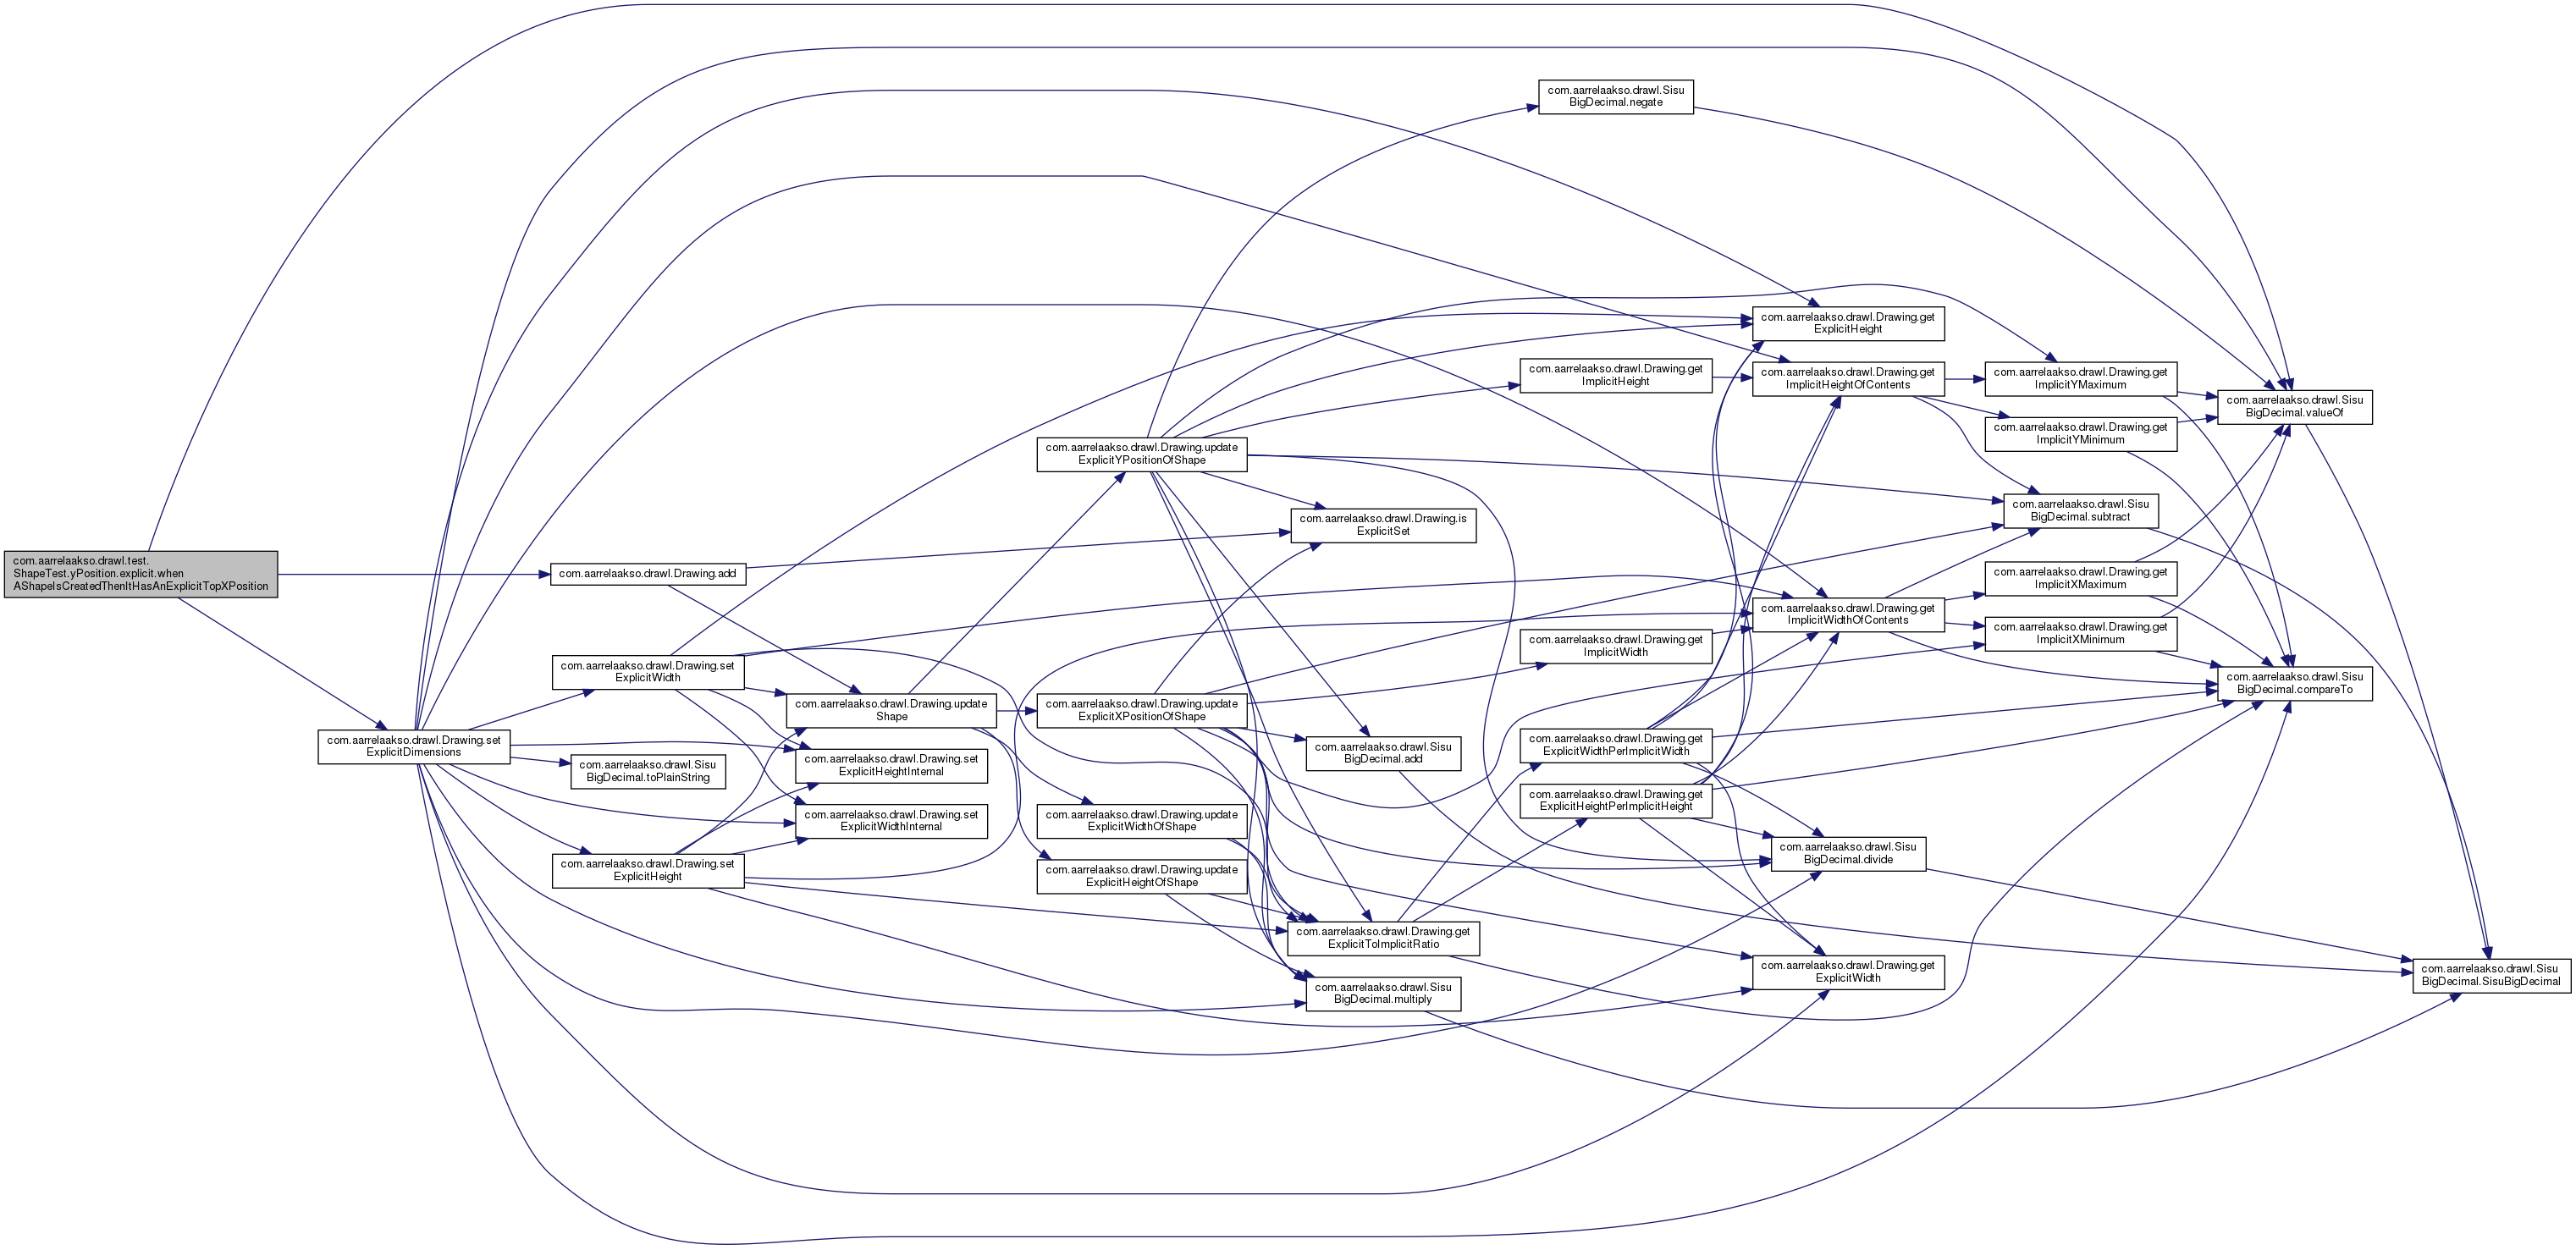 com.aarrelaakso.drawl.test.
ShapeTest.yPosition.explicit.when
AShapeIsCreatedThenItHasAnExplicitTopXPosition
com.aarrelaakso.drawl.Drawing.set
ExplicitDimensions
com.aarrelaakso.drawl.Drawing.add
com.aarrelaakso.drawl.Drawing.set
ExplicitWidth
com.aarrelaakso.drawl.Sisu
BigDecimal.toPlainString
com.aarrelaakso.drawl.Drawing.set
ExplicitHeight
com.aarrelaakso.drawl.Drawing.update
Shape
com.aarrelaakso.drawl.Drawing.set
ExplicitHeightInternal
com.aarrelaakso.drawl.Drawing.set
ExplicitWidthInternal
com.aarrelaakso.drawl.Drawing.update
ExplicitYPositionOfShape
com.aarrelaakso.drawl.Drawing.update
ExplicitXPositionOfShape
com.aarrelaakso.drawl.Drawing.update
ExplicitWidthOfShape
com.aarrelaakso.drawl.Drawing.update
ExplicitHeightOfShape
com.aarrelaakso.drawl.Drawing.is
ExplicitSet
com.aarrelaakso.drawl.Sisu
BigDecimal.add
com.aarrelaakso.drawl.Drawing.get
ExplicitToImplicitRatio
com.aarrelaakso.drawl.Sisu
BigDecimal.multiply
com.aarrelaakso.drawl.Sisu
BigDecimal.negate
com.aarrelaakso.drawl.Drawing.get
ImplicitHeight
com.aarrelaakso.drawl.Drawing.get
ImplicitWidth
com.aarrelaakso.drawl.Drawing.get
ExplicitWidthPerImplicitWidth
com.aarrelaakso.drawl.Drawing.get
ExplicitHeightPerImplicitHeight
com.aarrelaakso.drawl.Drawing.get
ExplicitHeight
com.aarrelaakso.drawl.Drawing.get
ImplicitHeightOfContents
com.aarrelaakso.drawl.Drawing.get
ImplicitWidthOfContents
com.aarrelaakso.drawl.Sisu
BigDecimal.divide
com.aarrelaakso.drawl.Drawing.get
ExplicitWidth
com.aarrelaakso.drawl.Drawing.get
ImplicitYMaximum
com.aarrelaakso.drawl.Drawing.get
ImplicitYMinimum
com.aarrelaakso.drawl.Sisu
BigDecimal.subtract
com.aarrelaakso.drawl.Drawing.get
ImplicitXMaximum
com.aarrelaakso.drawl.Drawing.get
ImplicitXMinimum
com.aarrelaakso.drawl.Sisu
BigDecimal.valueOf
com.aarrelaakso.drawl.Sisu
BigDecimal.compareTo
com.aarrelaakso.drawl.Sisu
BigDecimal.SisuBigDecimal